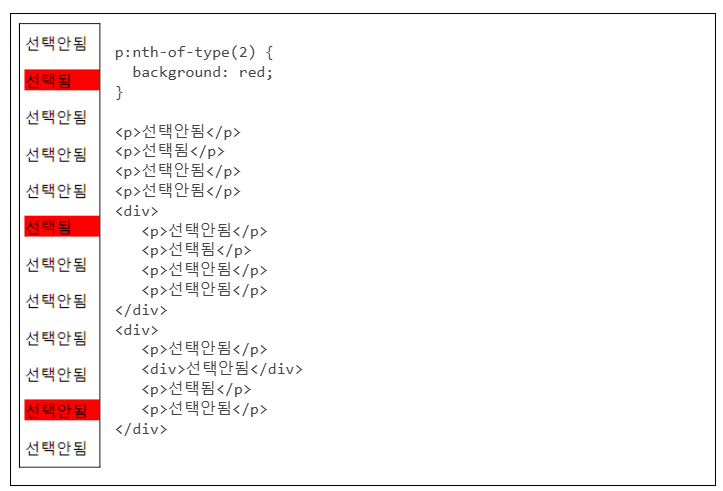 선택안됨
선택됨
선택안됨
선택안됨
선택안됨
선택됨
선택안됨
선택안됨
선택안됨
선택안됨
선택안됨
선택안됨
p:nth-of-type(2) {
  background: red;
}
<p>선택안됨</p>
<p>선택됨</p>
<p>선택안됨</p>
<p>선택안됨</p>
<div>
   <p>선택안됨</p>
   <p>선택됨</p>
   <p>선택안됨</p>
   <p>선택안됨</p>
</div>
<div>
   <p>선택안됨</p>
   <div>선택안됨</div>
   <p>선택됨</p>
   <p>선택안됨</p>
</div>